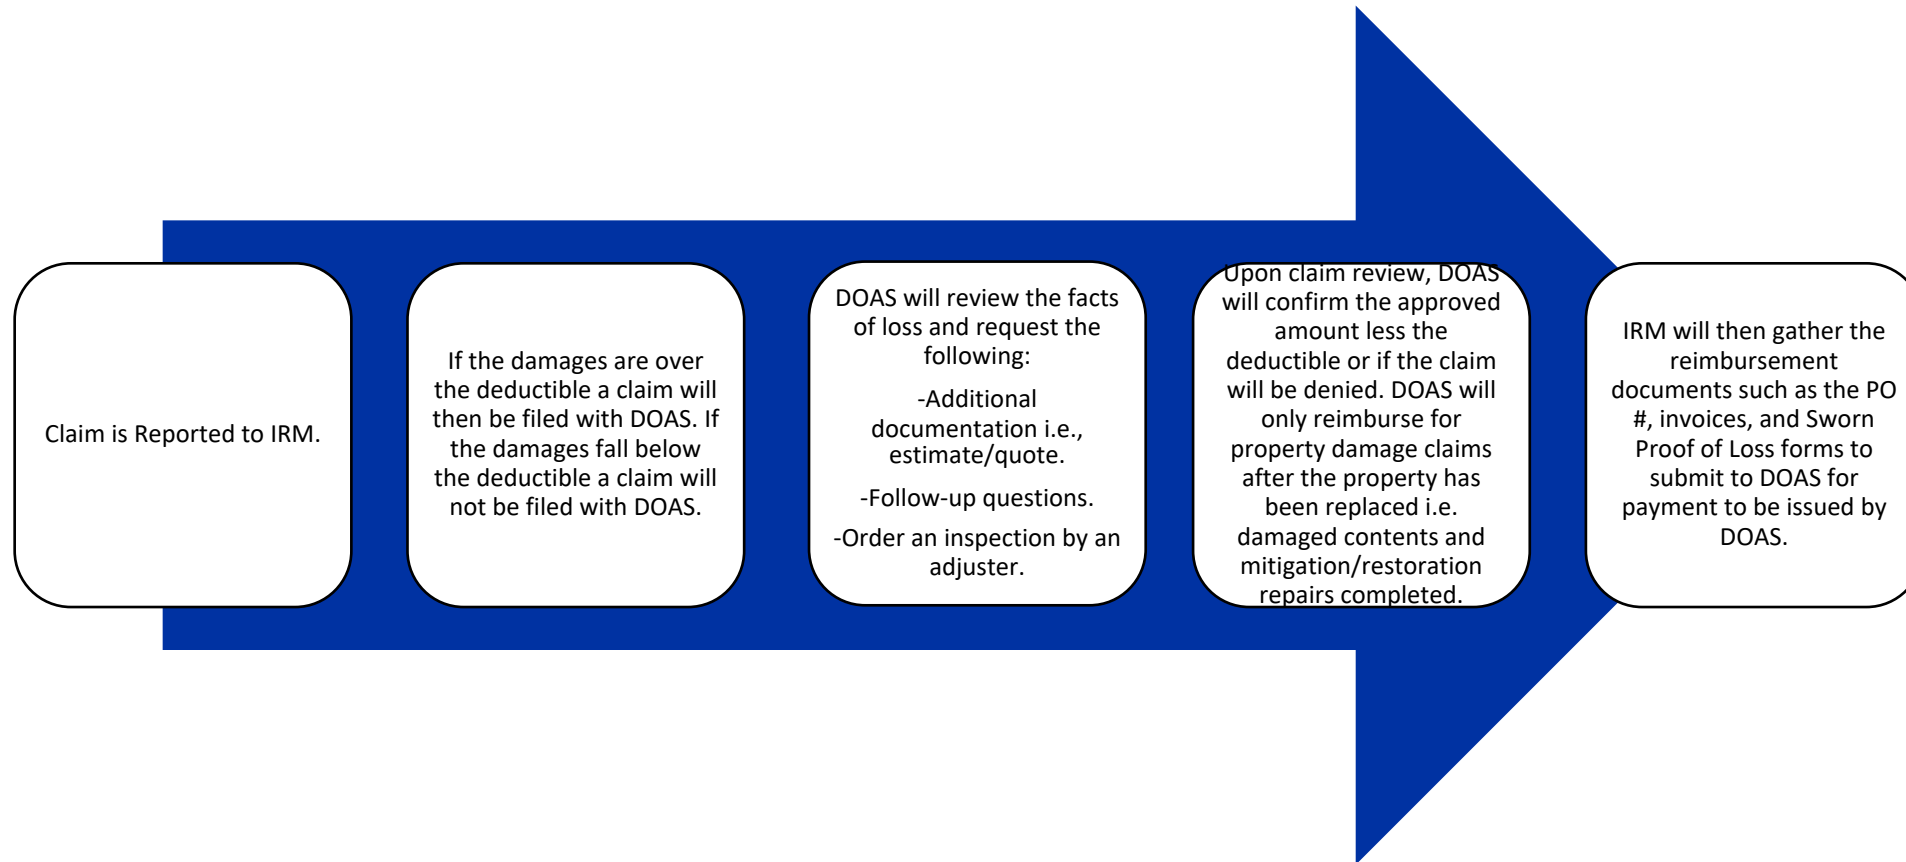 Claim is Reported to IRM.
If the damages are over
the deductible a claim will
then be filed with DOAS. If
the damages fall below
the deductible a claim will
not be filed with DOAS.
DOAS will review the facts
of loss and request the
following:
-Additional
documentation i.e.,
estimate/quote.
-Follow-up questions.
-Order an inspection by an
adjuster.
Upon claim review, DOAS
will confirm the approved
amount less the
deductible or if the claim
will be denied. DOAS will
only reimburse for
property damage claims
after the property has
been replaced i.e.
damaged contents and
mitigation/restoration
repairs completed.
IRM will then gather the
reimbursement
documents such as the PO
#, invoices, and Sworn
Proof of Loss forms to
submit to DOAS for
payment to be issued by
DOAS.